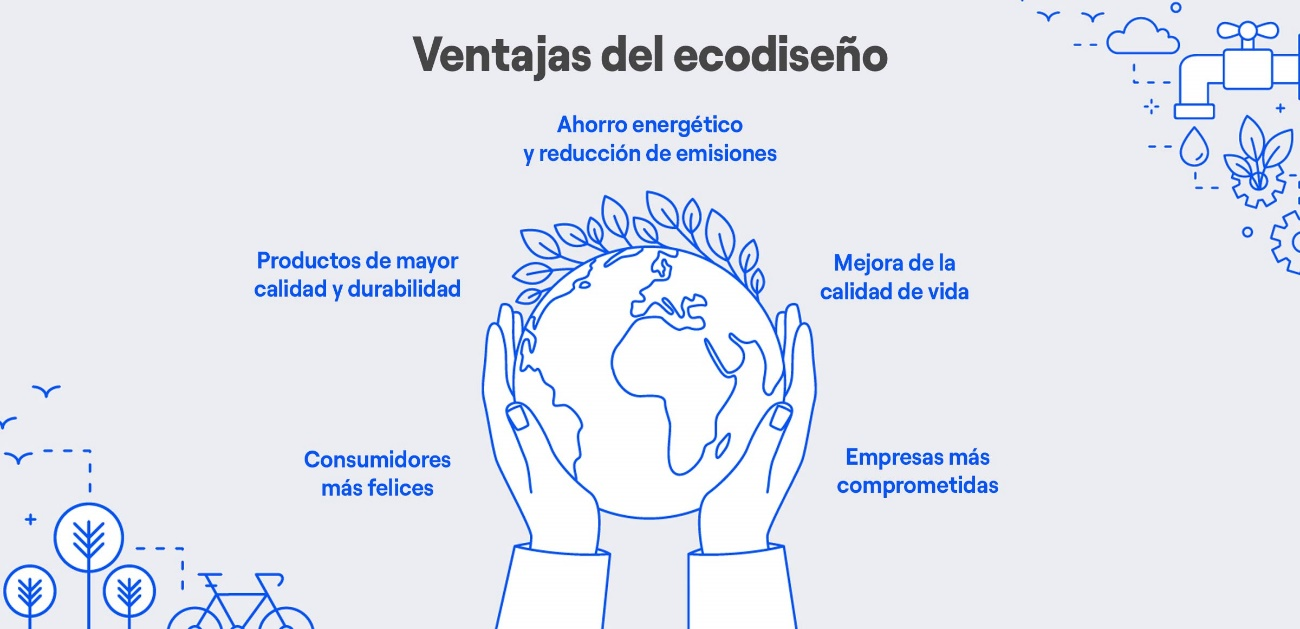 Ventajas del ecodiseño
Ahorro energético
y reducción de emisiones
Productos de mayor
calidad y durabilidad
Mejora de la
calidad de vida
Consumidores
más felices
Empresas más
comprometidas